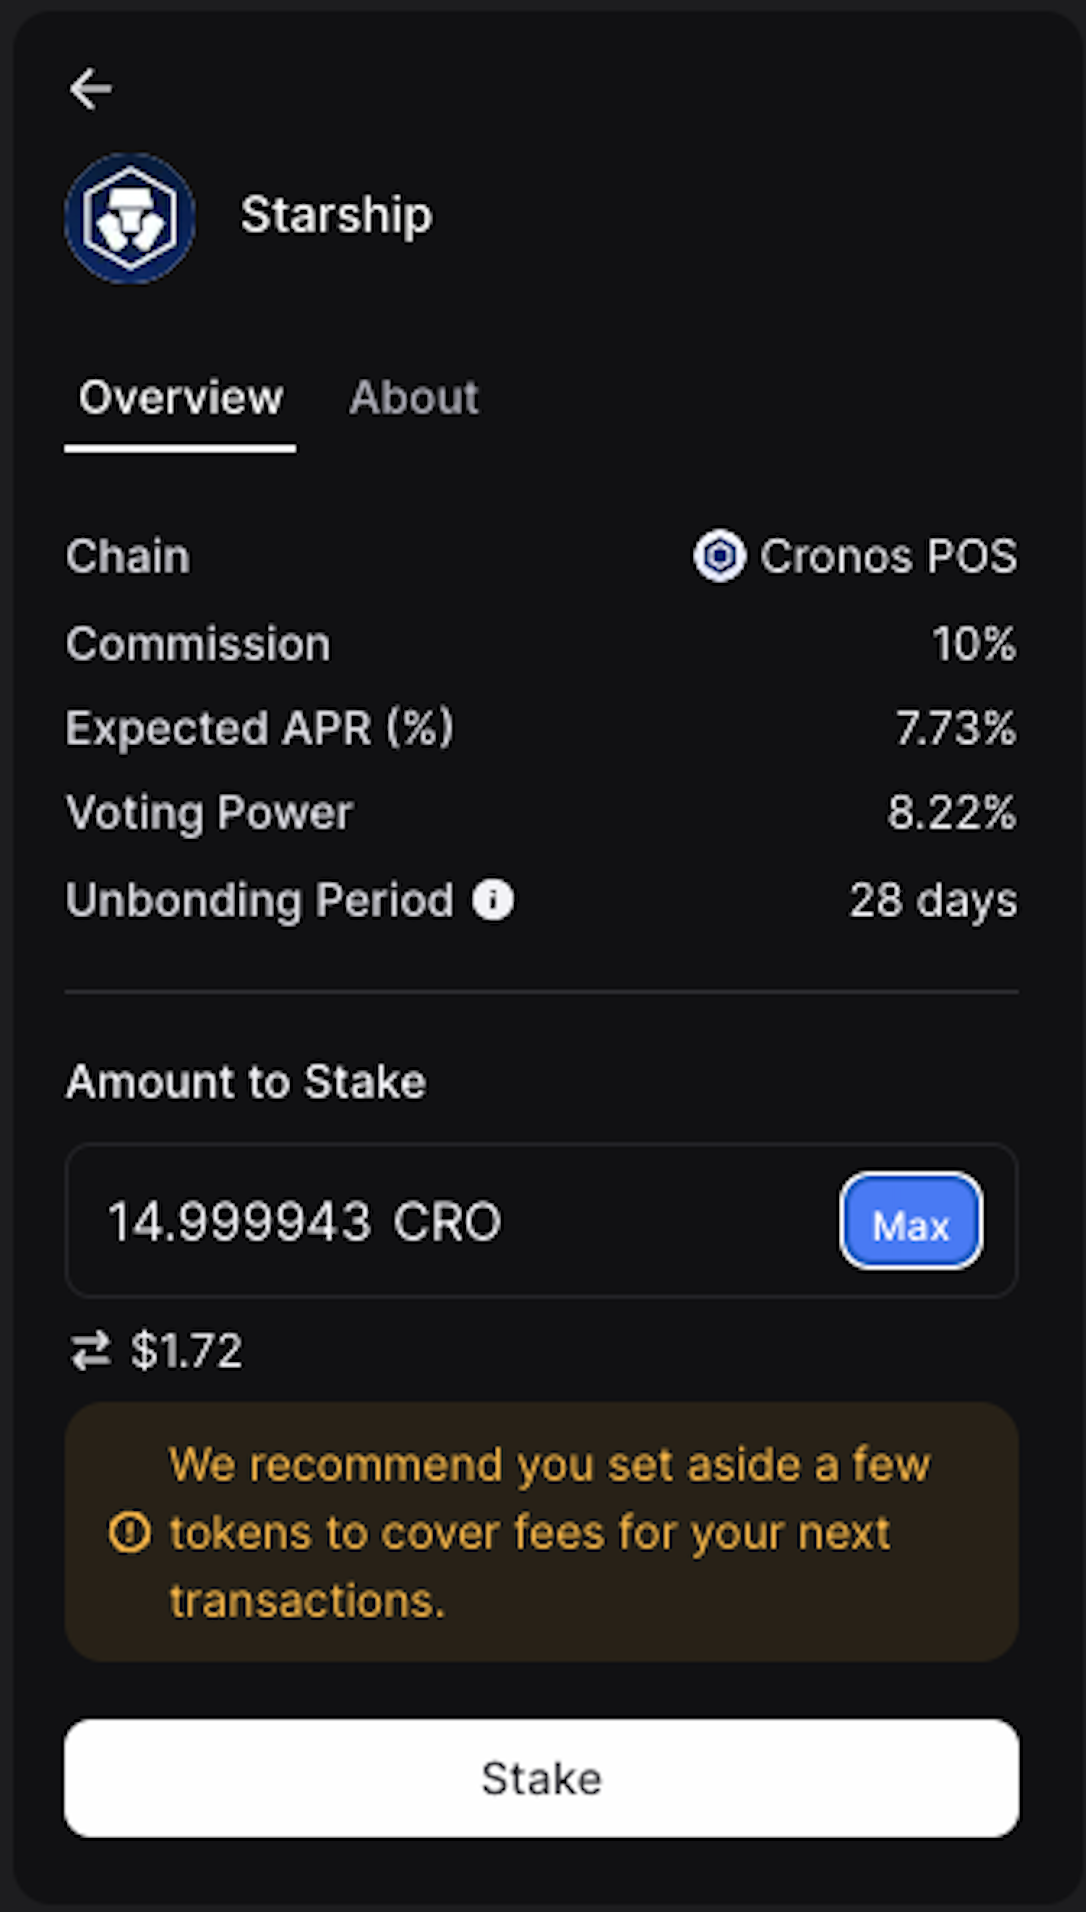 Starship
Overview About
Chain Cronos POS
Commission 10%
Expected APR (%) 7.73%
Voting Power 8.22%
Unbonding Period 28 days
Amount to Stake
14.999943 CRO Max
$1.72
We recommend you set aside a few
tokens to cover fees for your next
transactions.
Stake